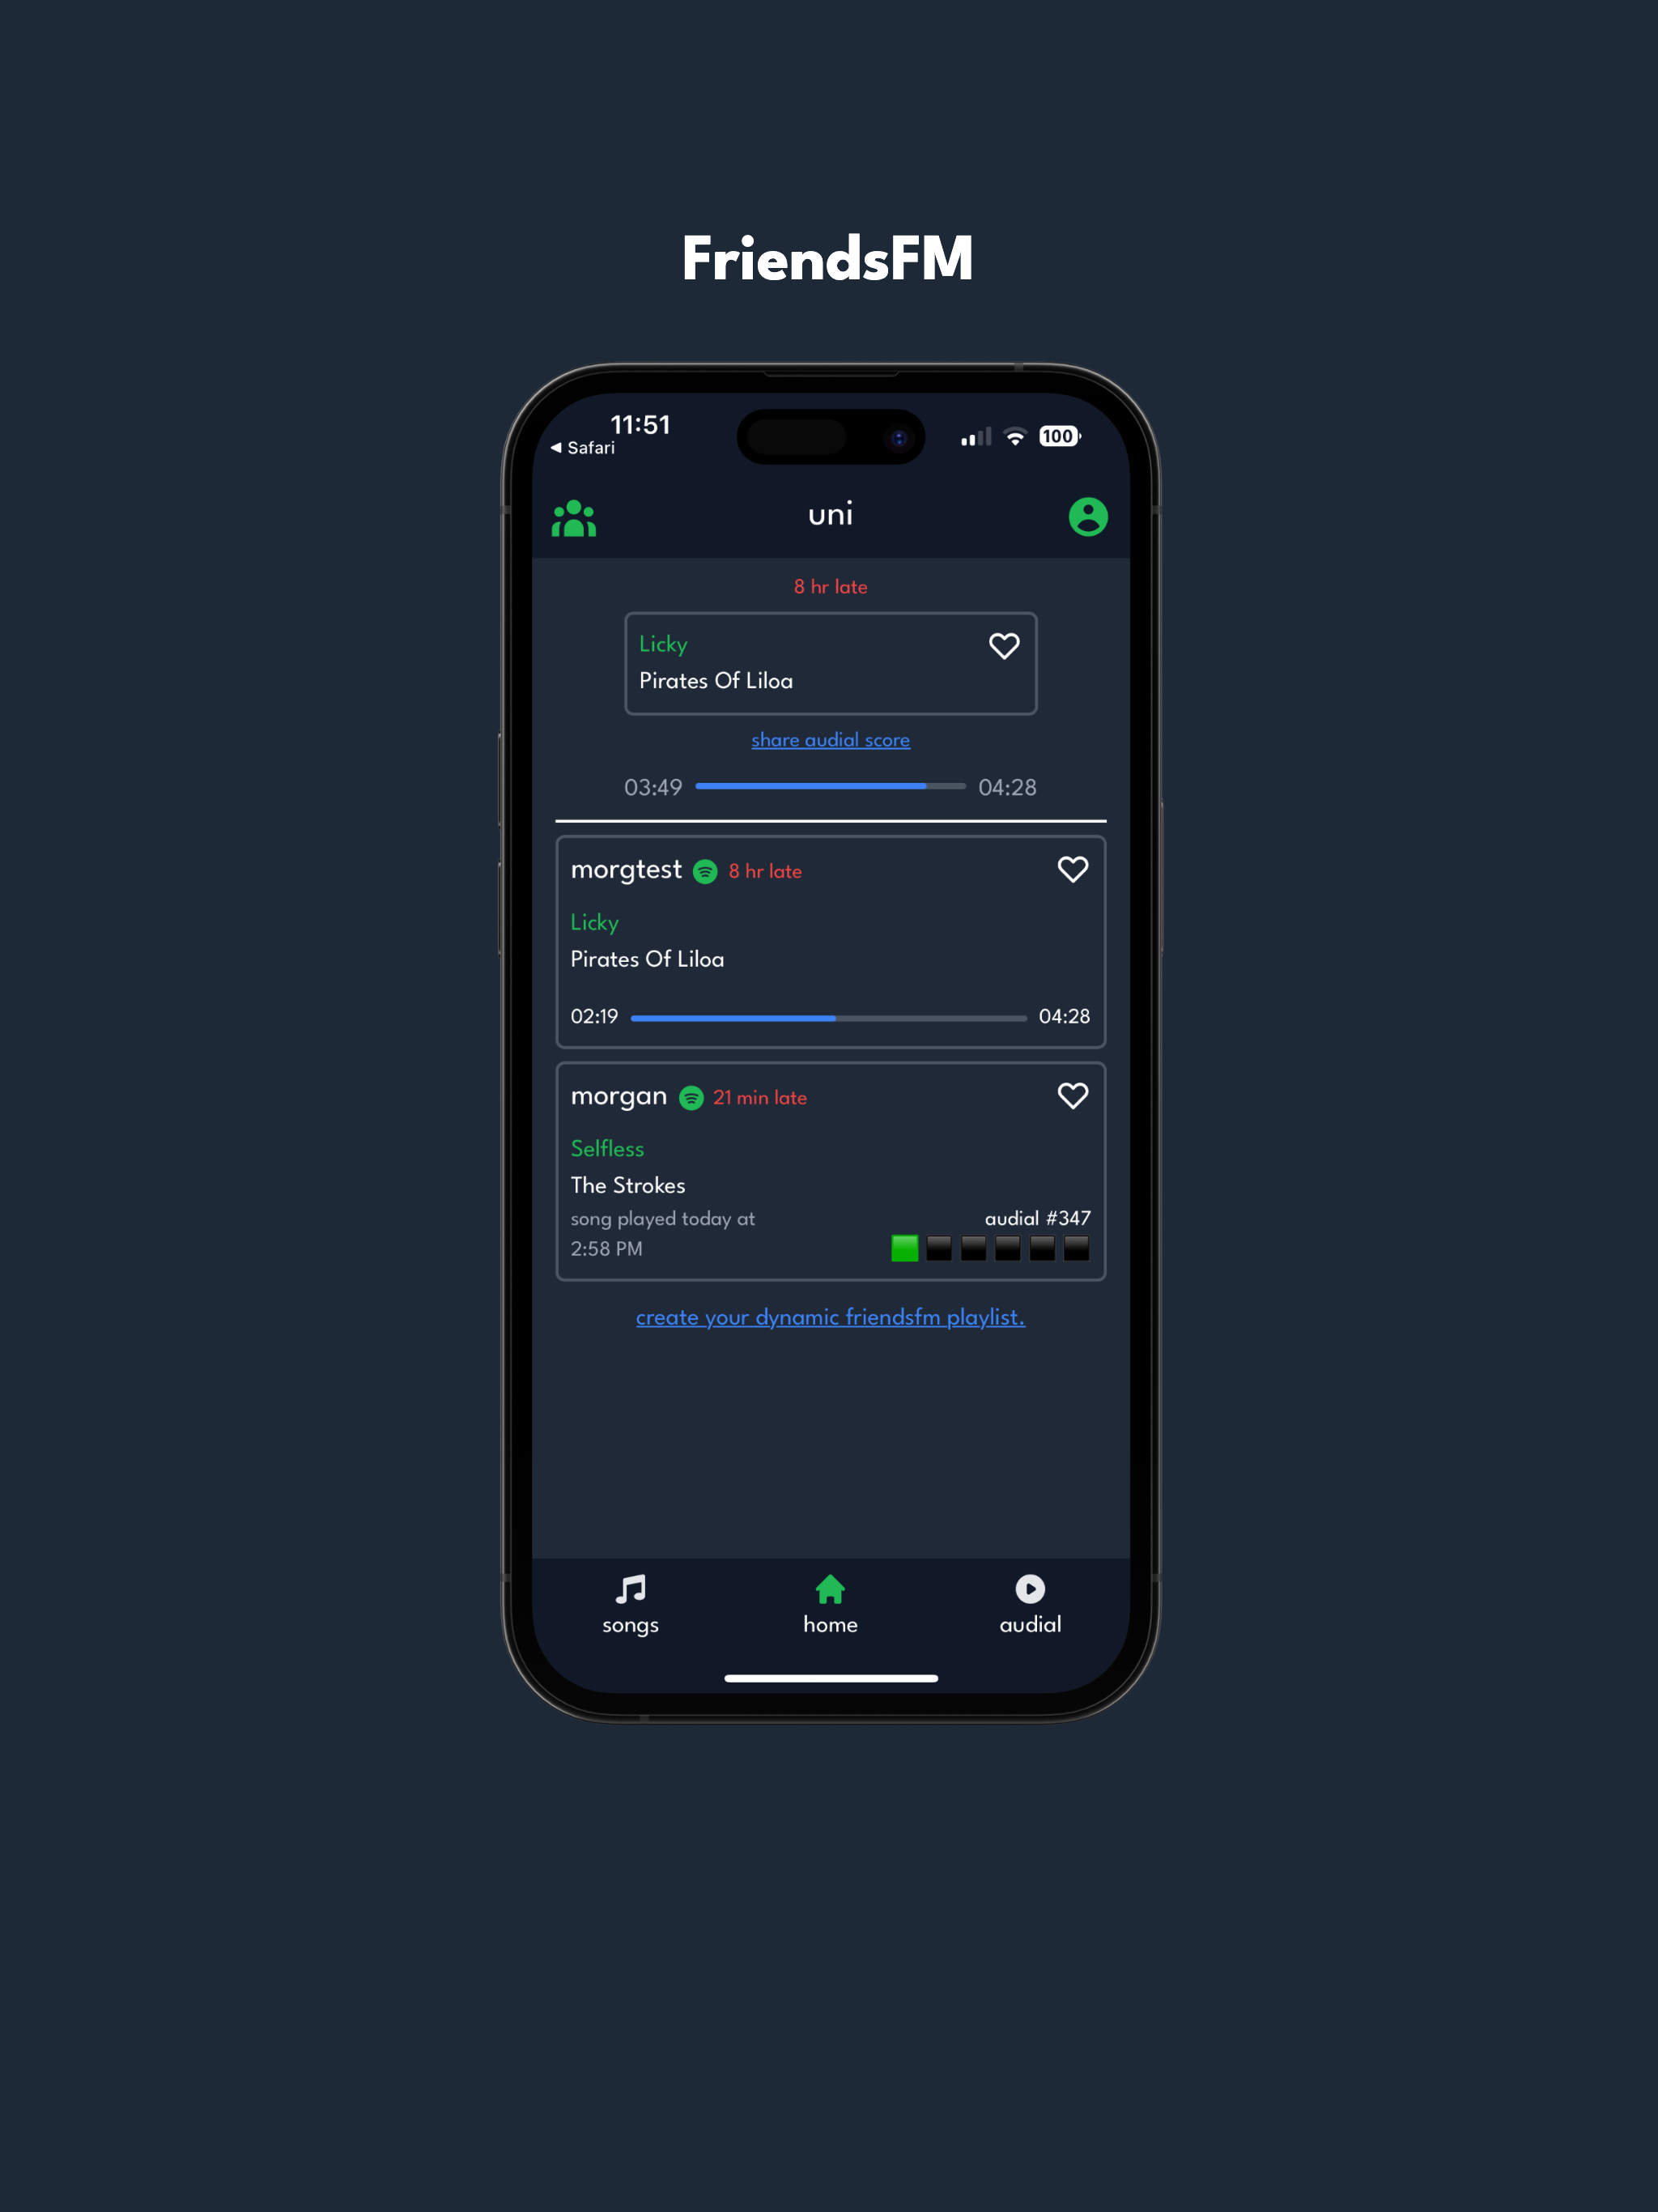 FriendsFM
11:51
◀ Safari
100
uni
8 hr late
Licky
Pirates Of Liloa
share audial score
03:49 04:28
morgtest 8 hr late
Licky
Pirates Of Liloa
02:19 04:28
morgan 21 min late
Selfless
The Strokes
song played today at
2:58 PM
audial #347
create your dynamic friendsfm playlist.
songs home audial